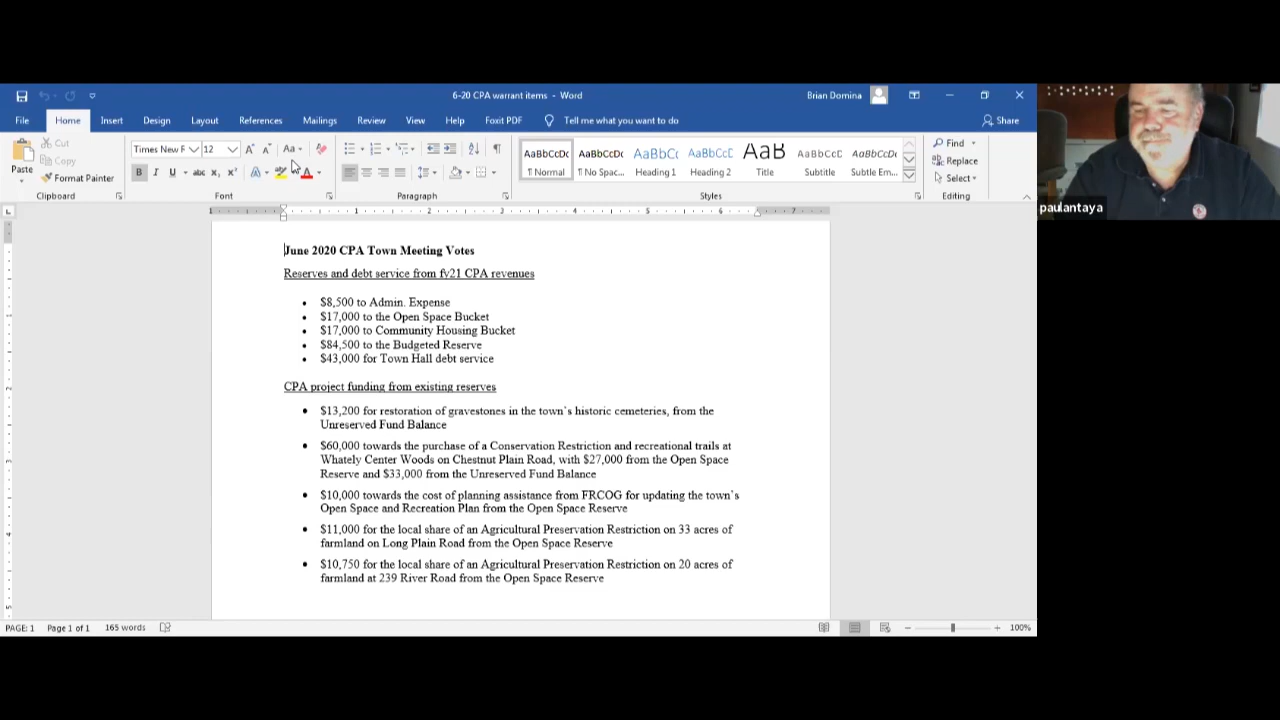 6-20 CPA warrant items - Word
Brian Domina
File Home Insert Design Layout References Mailings Review View Help Foxit PDF Tell me what you want to do Share
Paste
Cut
Copy
Format Painter
Clipboard
Times New F 12
Font
Paragraph
AaBbCcDc AaBbCcDc AaBbC( AaBbCcC AaB AaBbCcC AaBbCcDc
¶ Normal ¶ No Spac... Heading 1 Heading 2 Title Subtitle Subtle Em...
Styles
Find
Replace
Select
Editing
paulantaya
1 1 2 3 4 5 6 7
June 2020 CPA Town Meeting Votes
Reserves and debt service from fy21 CPA revenues
• $8,500 to Admin. Expense
• $17,000 to the Open Space Bucket
• $17,000 to Community Housing Bucket
• $84,500 to the Budgeted Reserve
• $43,000 for Town Hall debt service
CPA project funding from existing reserves
• $13,200 for restoration of gravestones in the town's historic cemeteries, from the
Unreserved Fund Balance
• $60,000 towards the purchase of a Conservation Restriction and recreational trails at
Whately Center Woods on Chestnut Plain Road, with $27,000 from the Open Space
Reserve and $33,000 from the Unreserved Fund Balance
• $10,000 towards the cost of planning assistance from FRCOG for updating the town's
Open Space and Recreation Plan from the Open Space Reserve
• $11,000 for the local share of an Agricultural Preservation Restriction on 33 acres of
farmland on Long Plain Road from the Open Space Reserve
• $10,750 for the local share of an Agricultural Preservation Restriction on 20 acres of
farmland at 239 River Road from the Open Space Reserve
PAGE: 1 Page 1 of 1 165 words 100%